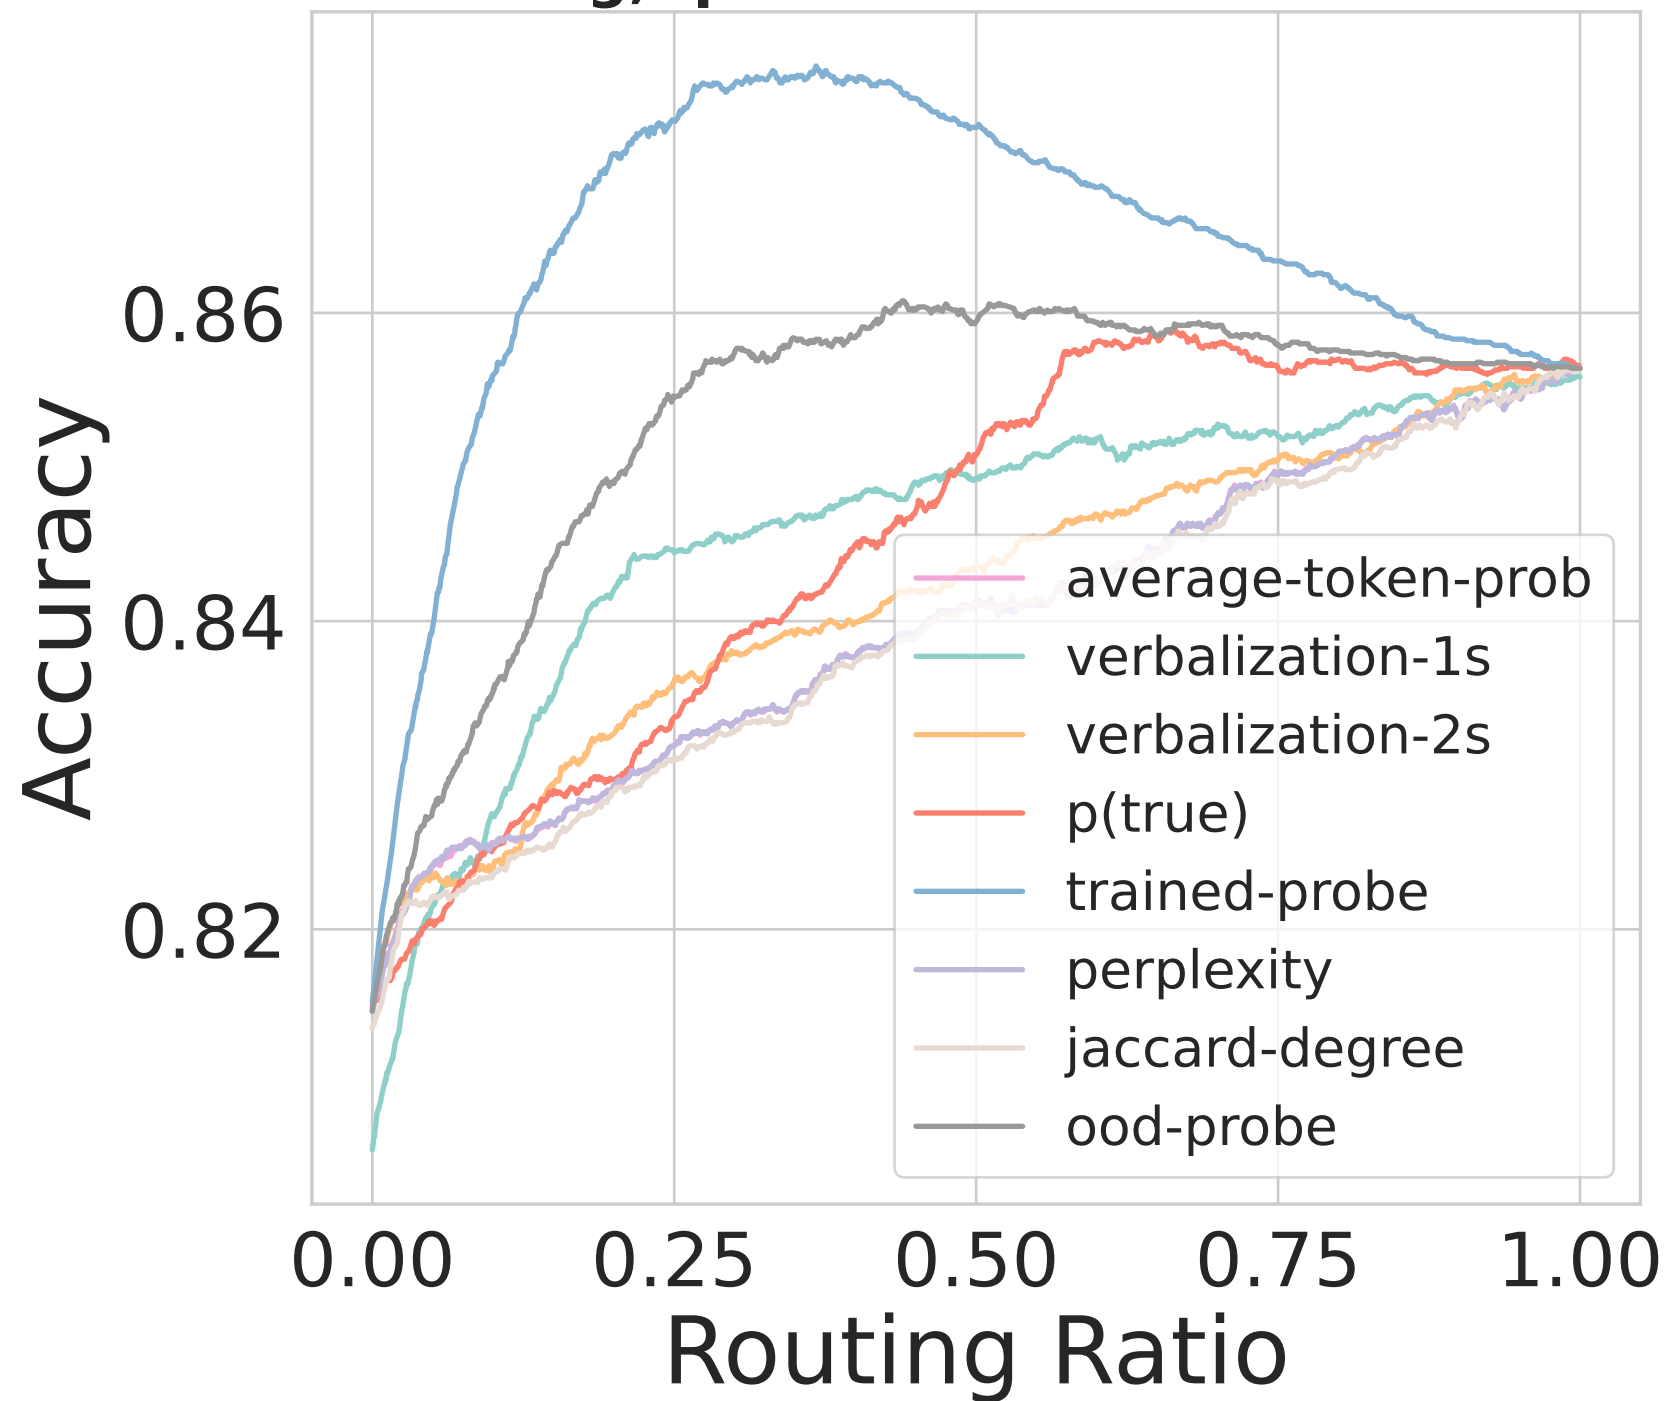 Accuracy
0.86
0.84
0.82
average-token-prob
verbalization-1s
verbalization-2s
p(true)
trained-probe
perplexity
jaccard-degree
ood-probe
0.00 0.25 0.50 0.75 1.00
Routing Ratio